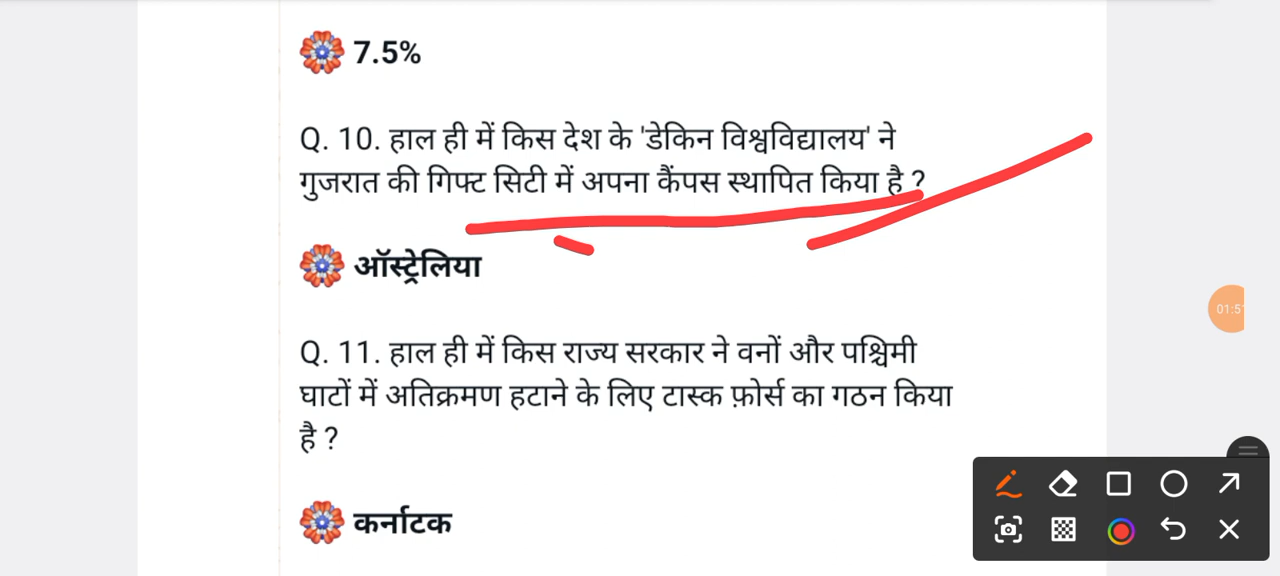 7.5%
Q. 10. हाल ही में किस देश के 'डेकिन विश्वविद्यालय' ने
गुजरात की गिफ्ट सिटी में अपना कैंपस स्थापित किया है ?
ऑस्ट्रेलिया
Q. 11. हाल ही में किस राज्य सरकार ने वनों और पश्चिमी
घाटों में अतिक्रमण हटाने के लिए टास्क फ़ोर्स का गठन किया
है ?
कर्नाटक